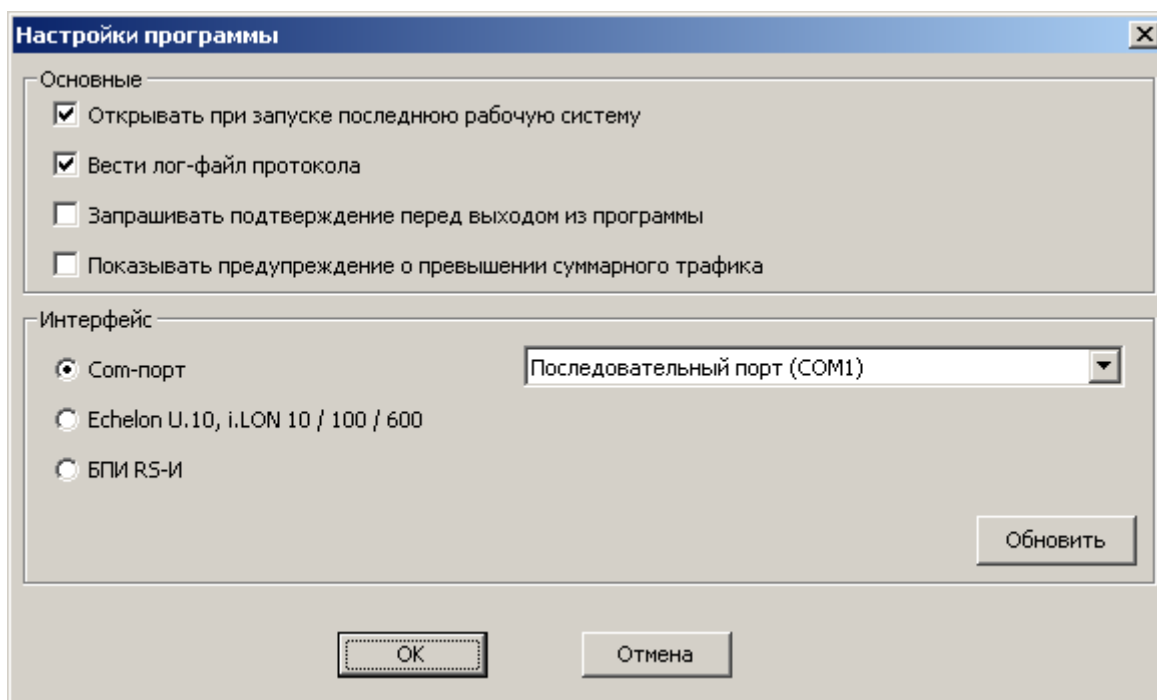 Настройки программы
Основные
Открывать при запуске последнюю рабочую систему
Вести лог-файл протокола
Запрашивать подтверждение перед выходом из программы
Показывать предупреждение о превышении суммарного трафика
Интерфейс
Com-порт
Последовательный порт (COM1)
Echelon U.10, i.LON 10 / 100 / 600
БПИ RS-И
Обновить
OK
Отмена